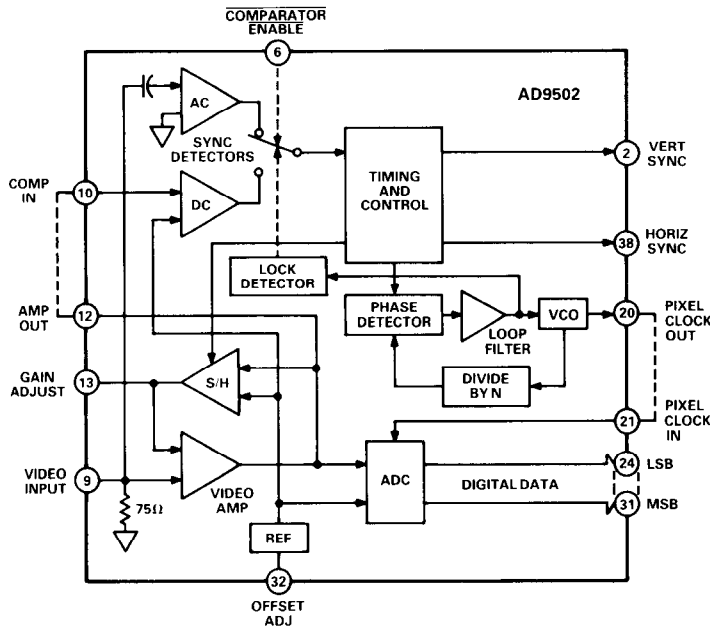 COMPARATOR
ENABLE
6
AD9502
AC
SYNC
DETECTORS
2
VERT
SYNC
TIMING
AND
CONTROL
COMP
IN
10
DC
38
HORIZ
SYNC
LOCK
DETECTOR
AMP
OUT
12
PHASE
DETECTOR
LOOP
FILTER
VCO
20
PIXEL
CLOCK
OUT
GAIN
ADJUST
13
S/H
DIVIDE
BY N
21
PIXEL
CLOCK
IN
VIDEO
INPUT
9
75Ω
VIDEO
AMP
ADC
DIGITAL DATA
24
LSB
31
MSB
REF
32
OFFSET
ADJ